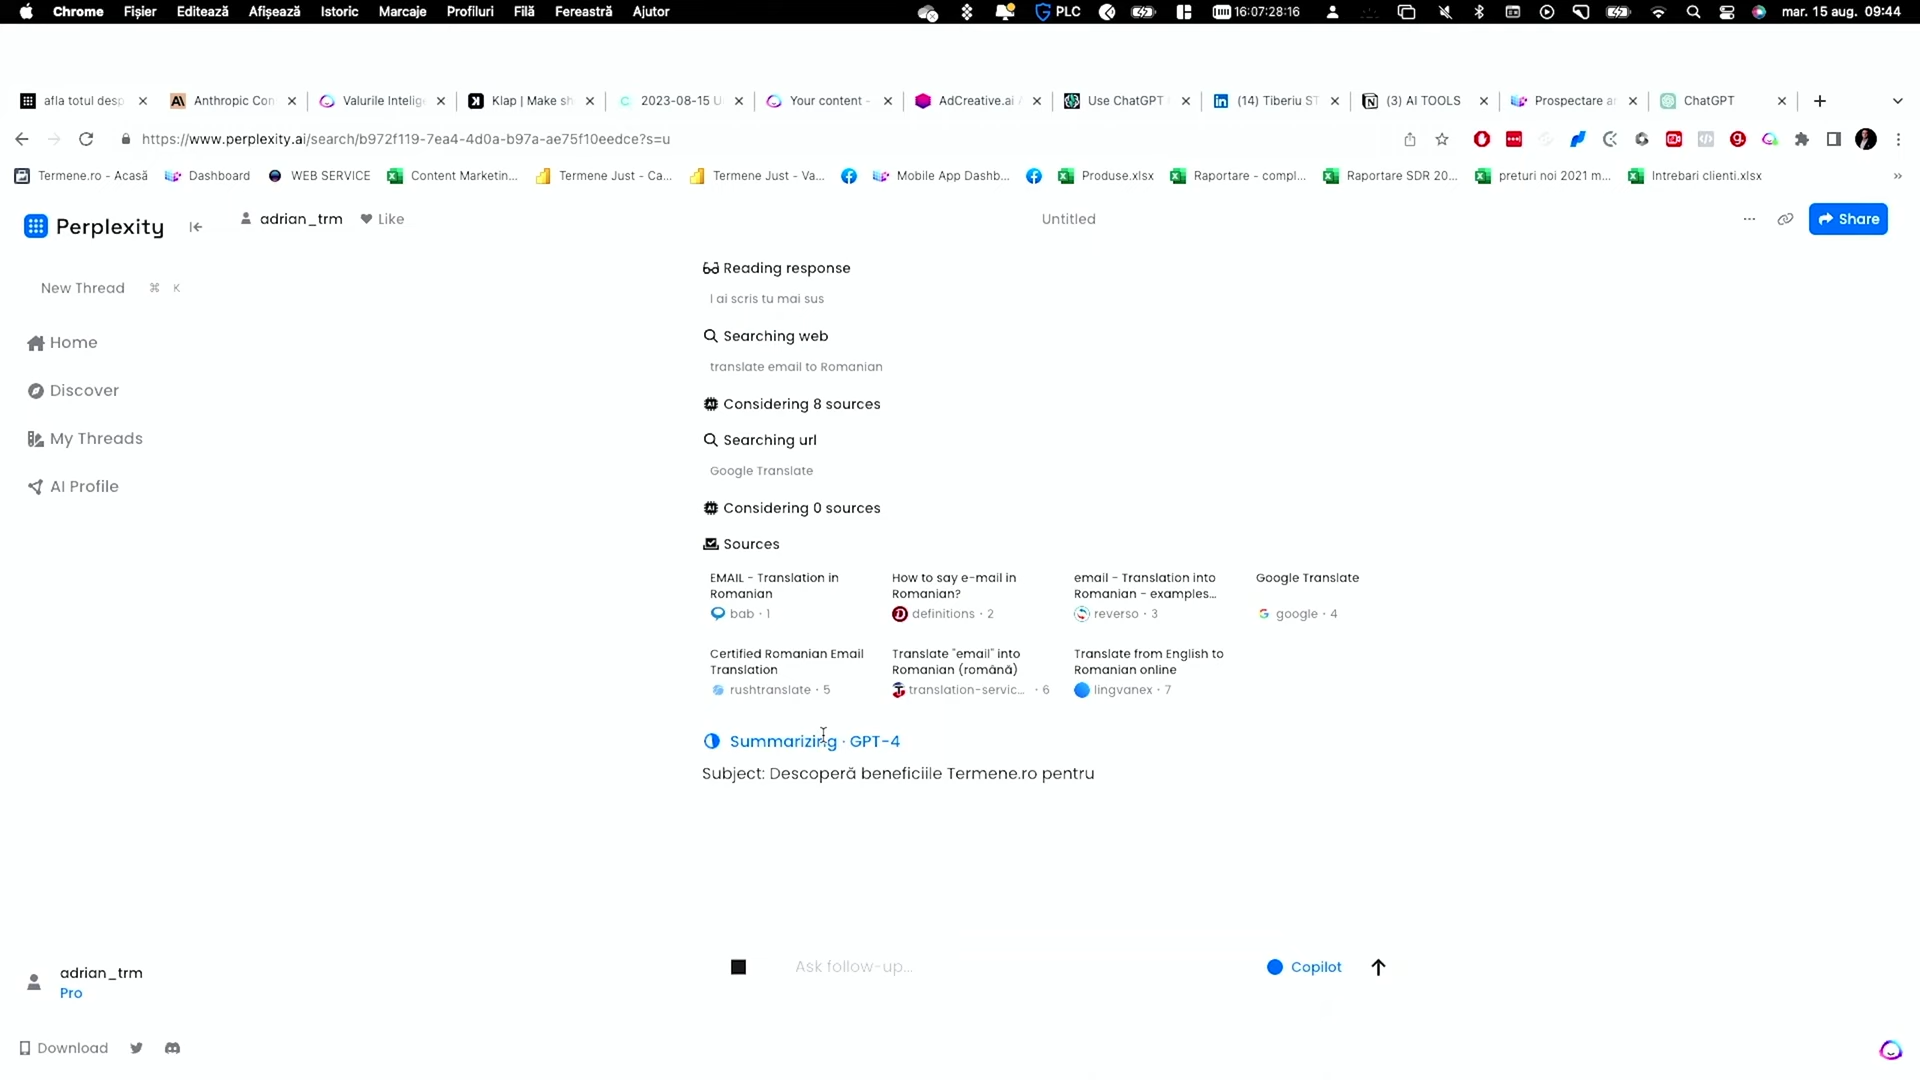 Chrome Fișier Editează Afișează Istoric Marcaje Profiluri Filă Fereastră Ajutor PLC 16:07:28:16 mar. 15 aug. 09:44
afla totul desp Anthropic Con Valurile Intelig Klap | Make sh 2023-08-15 U Your content - AdCreative.ai Use ChatGPT (14) Tiberiu ST (3) AI TOOLS Prospectare a ChatGPT
https://www.perplexity.ai/search/b972f119-7ea4-4d0a-b97a-ae75f10eedce?s=u
Termene.ro - Acasă Dashboard WEB SERVICE Content Marketin... Termene Just - Ca... Termene Just - Va... Mobile App Dashb... Produse.xlsx Raportare - compl... Raportare SDR 20... preturi noi 2021 m... Intrebari clienti.xlsx
Perplexity adrian_trm Like Untitled Share
New Thread ⌘ K
Home
Discover
My Threads
AI Profile
Reading response
I ai scris tu mai sus
Searching web
translate email to Romanian
Considering 8 sources
Searching url
Google Translate
Considering 0 sources
Sources
EMAIL - Translation in Romanian
bab · 1
How to say e-mail in Romanian?
definitions · 2
email - Translation into Romanian - examples...
reverso · 3
Google Translate
google · 4
Certified Romanian Email Translation
rushtranslate · 5
Translate "email" into Romanian (română)
translation-servic... · 6
Translate from English to Romanian online
lingvanex · 7
Summarizing · GPT-4
Subject: Descoperă beneficiile Termene.ro pentru
Ask follow-up... Copilot
adrian_trm
Pro
Download